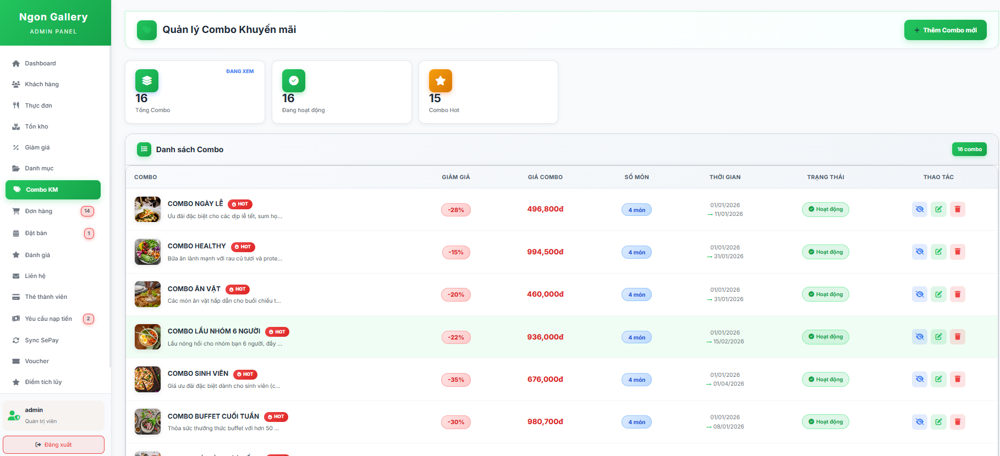 Ngon Gallery
ADMIN PANEL
Dashboard
Khách hàng
Thực đơn
Tồn kho
Giảm giá
Danh mục
Combo KM
Đơn hàng 14
Đặt bàn 1
Đánh giá
Liên hệ
Thẻ thành viên
Yêu cầu nạp tiền 2
Sync SePay
Voucher
Điểm tích lũy
admin
Quản trị viên
Đăng xuất
Quản lý Combo Khuyến mãi
+ Thêm Combo mới
ĐANG XEM
16
Tổng Combo
16
Đang hoạt động
15
Combo Hot
Danh sách Combo
16 combo
COMBO GIẢM GIÁ GIÁ COMBO SỐ MÓN THỜI GIAN TRẠNG THÁI THAO TÁC
COMBO NGÀY LỄ HOT
Ưu đãi đặc biệt cho các dịp lễ tết, sum họ...
-28%
496,800đ
4 món
01/01/2026
→ 11/01/2026
Hoạt động
COMBO HEALTHY HOT
Bữa ăn lành mạnh với rau củ tươi và prote...
-15%
994,500đ
4 món
01/01/2026
→ 31/01/2026
Hoạt động
COMBO ĂN VẶT HOT
Các món ăn vặt hấp dẫn cho buổi chiều t...
-20%
460,000đ
4 món
01/01/2026
→ 31/01/2026
Hoạt động
COMBO LẨU NHÓM 6 NGƯỜI HOT
Lẩu nóng hổi cho nhóm bạn 6 người, đầy ...
-22%
936,000đ
4 món
01/01/2026
→ 15/02/2026
Hoạt động
COMBO SINH VIÊN HOT
Giá ưu đãi đặc biệt dành cho sinh viên (c...
-35%
676,000đ
4 món
01/01/2026
→ 01/04/2026
Hoạt động
COMBO BUFFET CUỐI TUẦN HOT
Thỏa sức thưởng thức buffet với hơn 50 ...
-30%
980,700đ
4 món
01/01/2026
→ 08/01/2026
Hoạt động